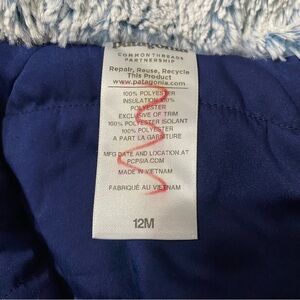 patagonia
COMMONTHREADS
PARTNERSHIP
Repair, Reuse, Recycle
This Product
www.patagonia.com
100% POLYESTER
INSULATION 100%
POLYESTER
EXCLUSIVE OF TRIM
100% POLYESTER ISOLANT
100% POLYESTER
A PART LA GARNITURE
MFG DATE AND LOCATION AT
PCPSIA.COM
MADE IN VIETNAM
FABRIQUÉ AU VIETNAM
12M